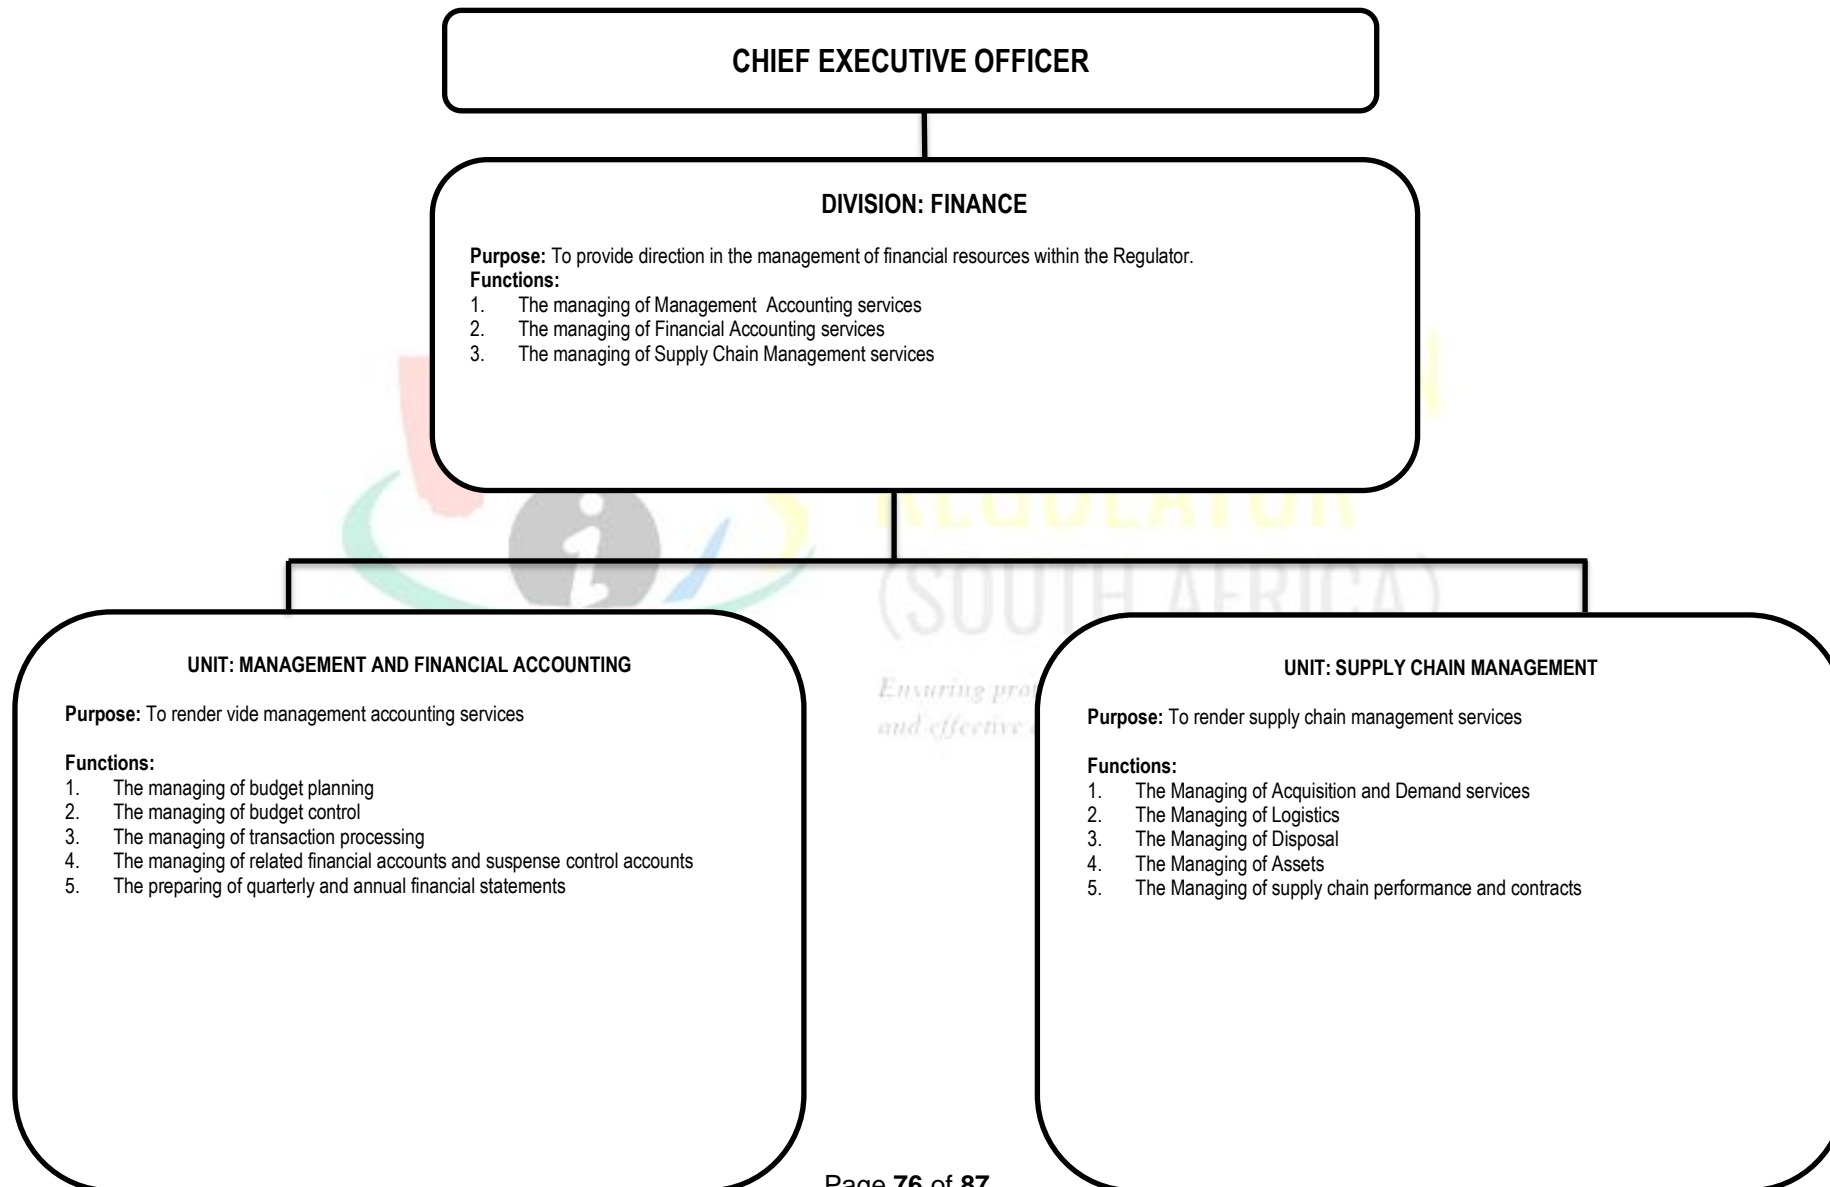 CHIEF EXECUTIVE OFFICER
DIVISION: FINANCE
Purpose: To provide direction in the management of financial resources within the Regulator.
Functions:
1. The managing of Management Accounting services
2. The managing of Financial Accounting services
3. The managing of Supply Chain Management services
(SOUTH AFRICA)
Ensuring
and effective
UNIT: MANAGEMENT AND FINANCIAL ACCOUNTING
Purpose: To render vide management accounting services
Functions:
1. The managing of budget planning
2. The managing of budget control
3. The managing of transaction processing
4. The managing of related financial accounts and suspense control accounts
5. The preparing of quarterly and annual financial statements
UNIT: SUPPLY CHAIN MANAGEMENT
Purpose: To render supply chain management services
Functions:
1. The Managing of Acquisition and Demand services
2. The Managing of Logistics
3. The Managing of Disposal
4. The Managing of Assets
5. The Managing of supply chain performance and contracts
Page 76 of 87